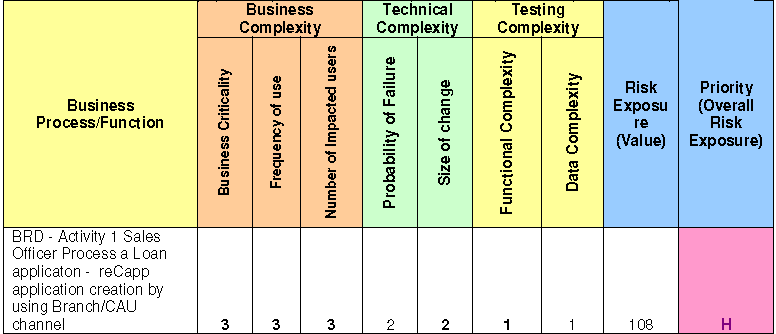 Business
Complexity
Technical
Complexity
Testing
Complexity
Business
Process/Function
Business Criticality
Frequency of use
Number of Impacted users
Probability of Failure
Size of change
Functional Complexity
Data Complexity
Risk
Exposu
re
(Value)
Priority
(Overall
Risk
Exposure)
BRD - Activity 1 Sales
Officer Process a Loan
applicaton - reCapp
application creation by
using Branch/CAU
channel
3 3 3 2 2 1 1 108 H